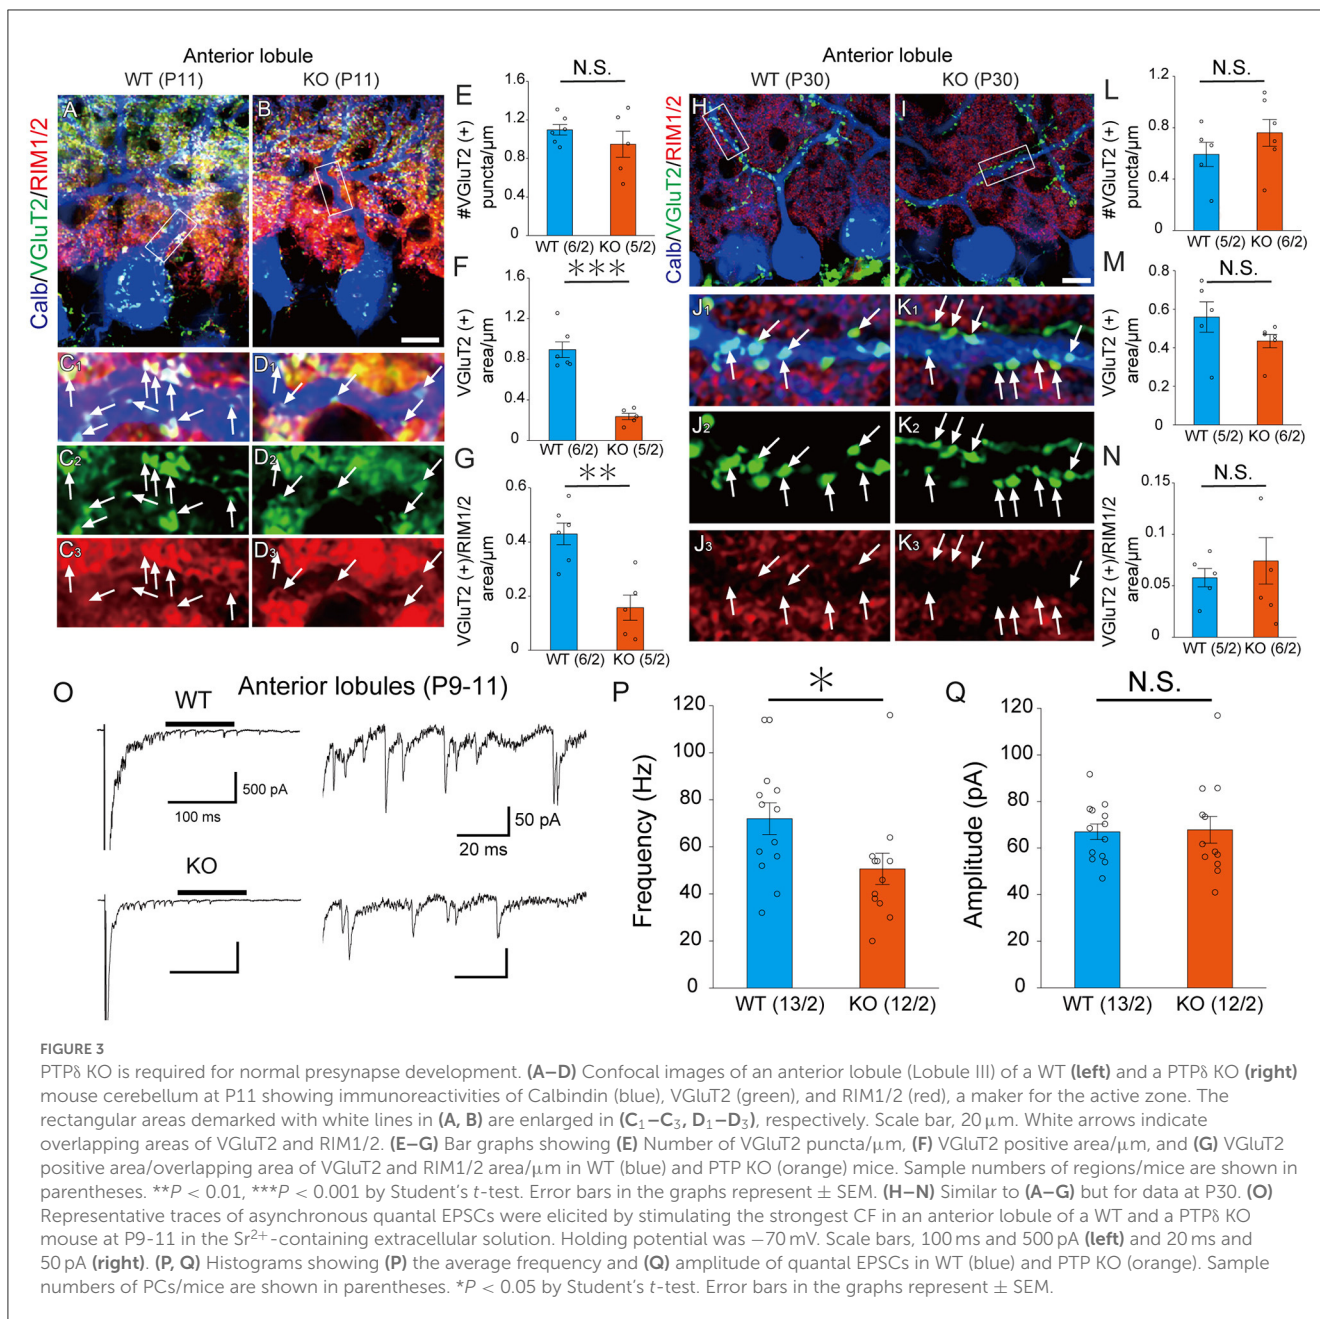 Anterior lobule
WT (P11) KO (P11)
Calb/VGluT2/RIM1/2
A
B
C1
D1
C2
D2
C3
D3
E
N.S.
#VGluT2 (+)
puncta/µm
1.6
1.2
0.8
0.4
0
WT (6/2) KO (5/2)
F
***
VGluT2 (+)
area/µm
1.6
1.2
0.8
0.4
0
WT (6/2) KO (5/2)
G
**
VGluT2 (+)/RIM1/2
area/µm
0.6
0.4
0.2
0
WT (6/2) KO (5/2)
Anterior lobule
WT (P30) KO (P30)
Calb/VGluT2/RIM1/2
H
I
J1
K1
J2
K2
J3
K3
L
N.S.
#VGluT2 (+)
puncta/µm
1.2
0.8
0.4
0
WT (5/2) KO (6/2)
M
N.S.
VGluT2 (+)
area/µm
0.8
0.6
0.4
0.2
0
WT (5/2) KO (6/2)
N
N.S.
VGluT2 (+)/RIM1/2
area/µm
0.15
0.1
0.05
0
WT (5/2) KO (6/2)
O
Anterior lobules (P9-11)
WT
500 pA
100 ms
50 pA
20 ms
KO
P
*
Frequency (Hz)
120
100
80
60
40
20
0
WT (13/2) KO (12/2)
Q
N.S.
Amplitude (pA)
120
100
80
60
40
20
0
WT (13/2) KO (12/2)
FIGURE 3
PTPδ KO is required for normal presynapse development. (A–D) Confocal images of an anterior lobule (Lobule III) of a WT (left) and a PTPδ KO (right)
mouse cerebellum at P11 showing immunoreactivities of Calbindin (blue), VGluT2 (green), and RIM1/2 (red), a maker for the active zone. The
rectangular areas demarked with white lines in (A, B) are enlarged in (C1–C3, D1–D3), respectively. Scale bar, 20 µm. White arrows indicate
overlapping areas of VGluT2 and RIM1/2. (E–G) Bar graphs showing (E) Number of VGluT2 puncta/µm, (F) VGluT2 positive area/µm, and (G) VGluT2
positive area/overlapping area of VGluT2 and RIM1/2 area/µm in WT (blue) and PTP KO (orange) mice. Sample numbers of regions/mice are shown in
parentheses. **P < 0.01, ***P < 0.001 by Student's t-test. Error bars in the graphs represent ± SEM. (H–N) Similar to (A–G) but for data at P30. (O)
Representative traces of asynchronous quantal EPSCs were elicited by stimulating the strongest CF in an anterior lobule of a WT and a PTPδ KO
mouse at P9-11 in the Sr2+-containing extracellular solution. Holding potential was −70 mV. Scale bars, 100 ms and 500 pA (left) and 20 ms and
50 pA (right). (P, Q) Histograms showing (P) the average frequency and (Q) amplitude of quantal EPSCs in WT (blue) and PTP KO (orange). Sample
numbers of PCs/mice are shown in parentheses. *P < 0.05 by Student's t-test. Error bars in the graphs represent ± SEM.